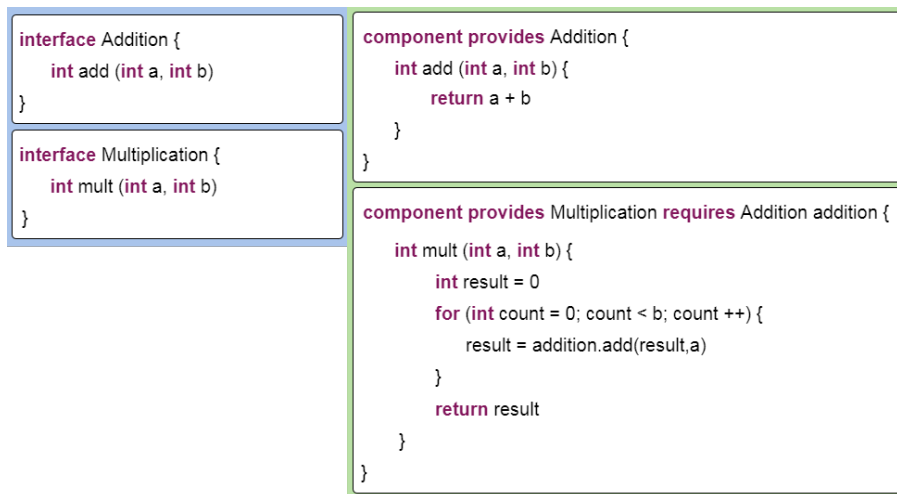 interface Addition {
int add (int a, int b)
}
interface Multiplication {
int mult (int a, int b)
}
component provides Addition {
int add (int a, int b) {
return a + b
}
}
component provides Multiplication requires Addition addition {
int mult (int a, int b) {
int result = 0
for (int count = 0; count < b; count ++) {
result = addition.add(result,a)
}
return result
}
}